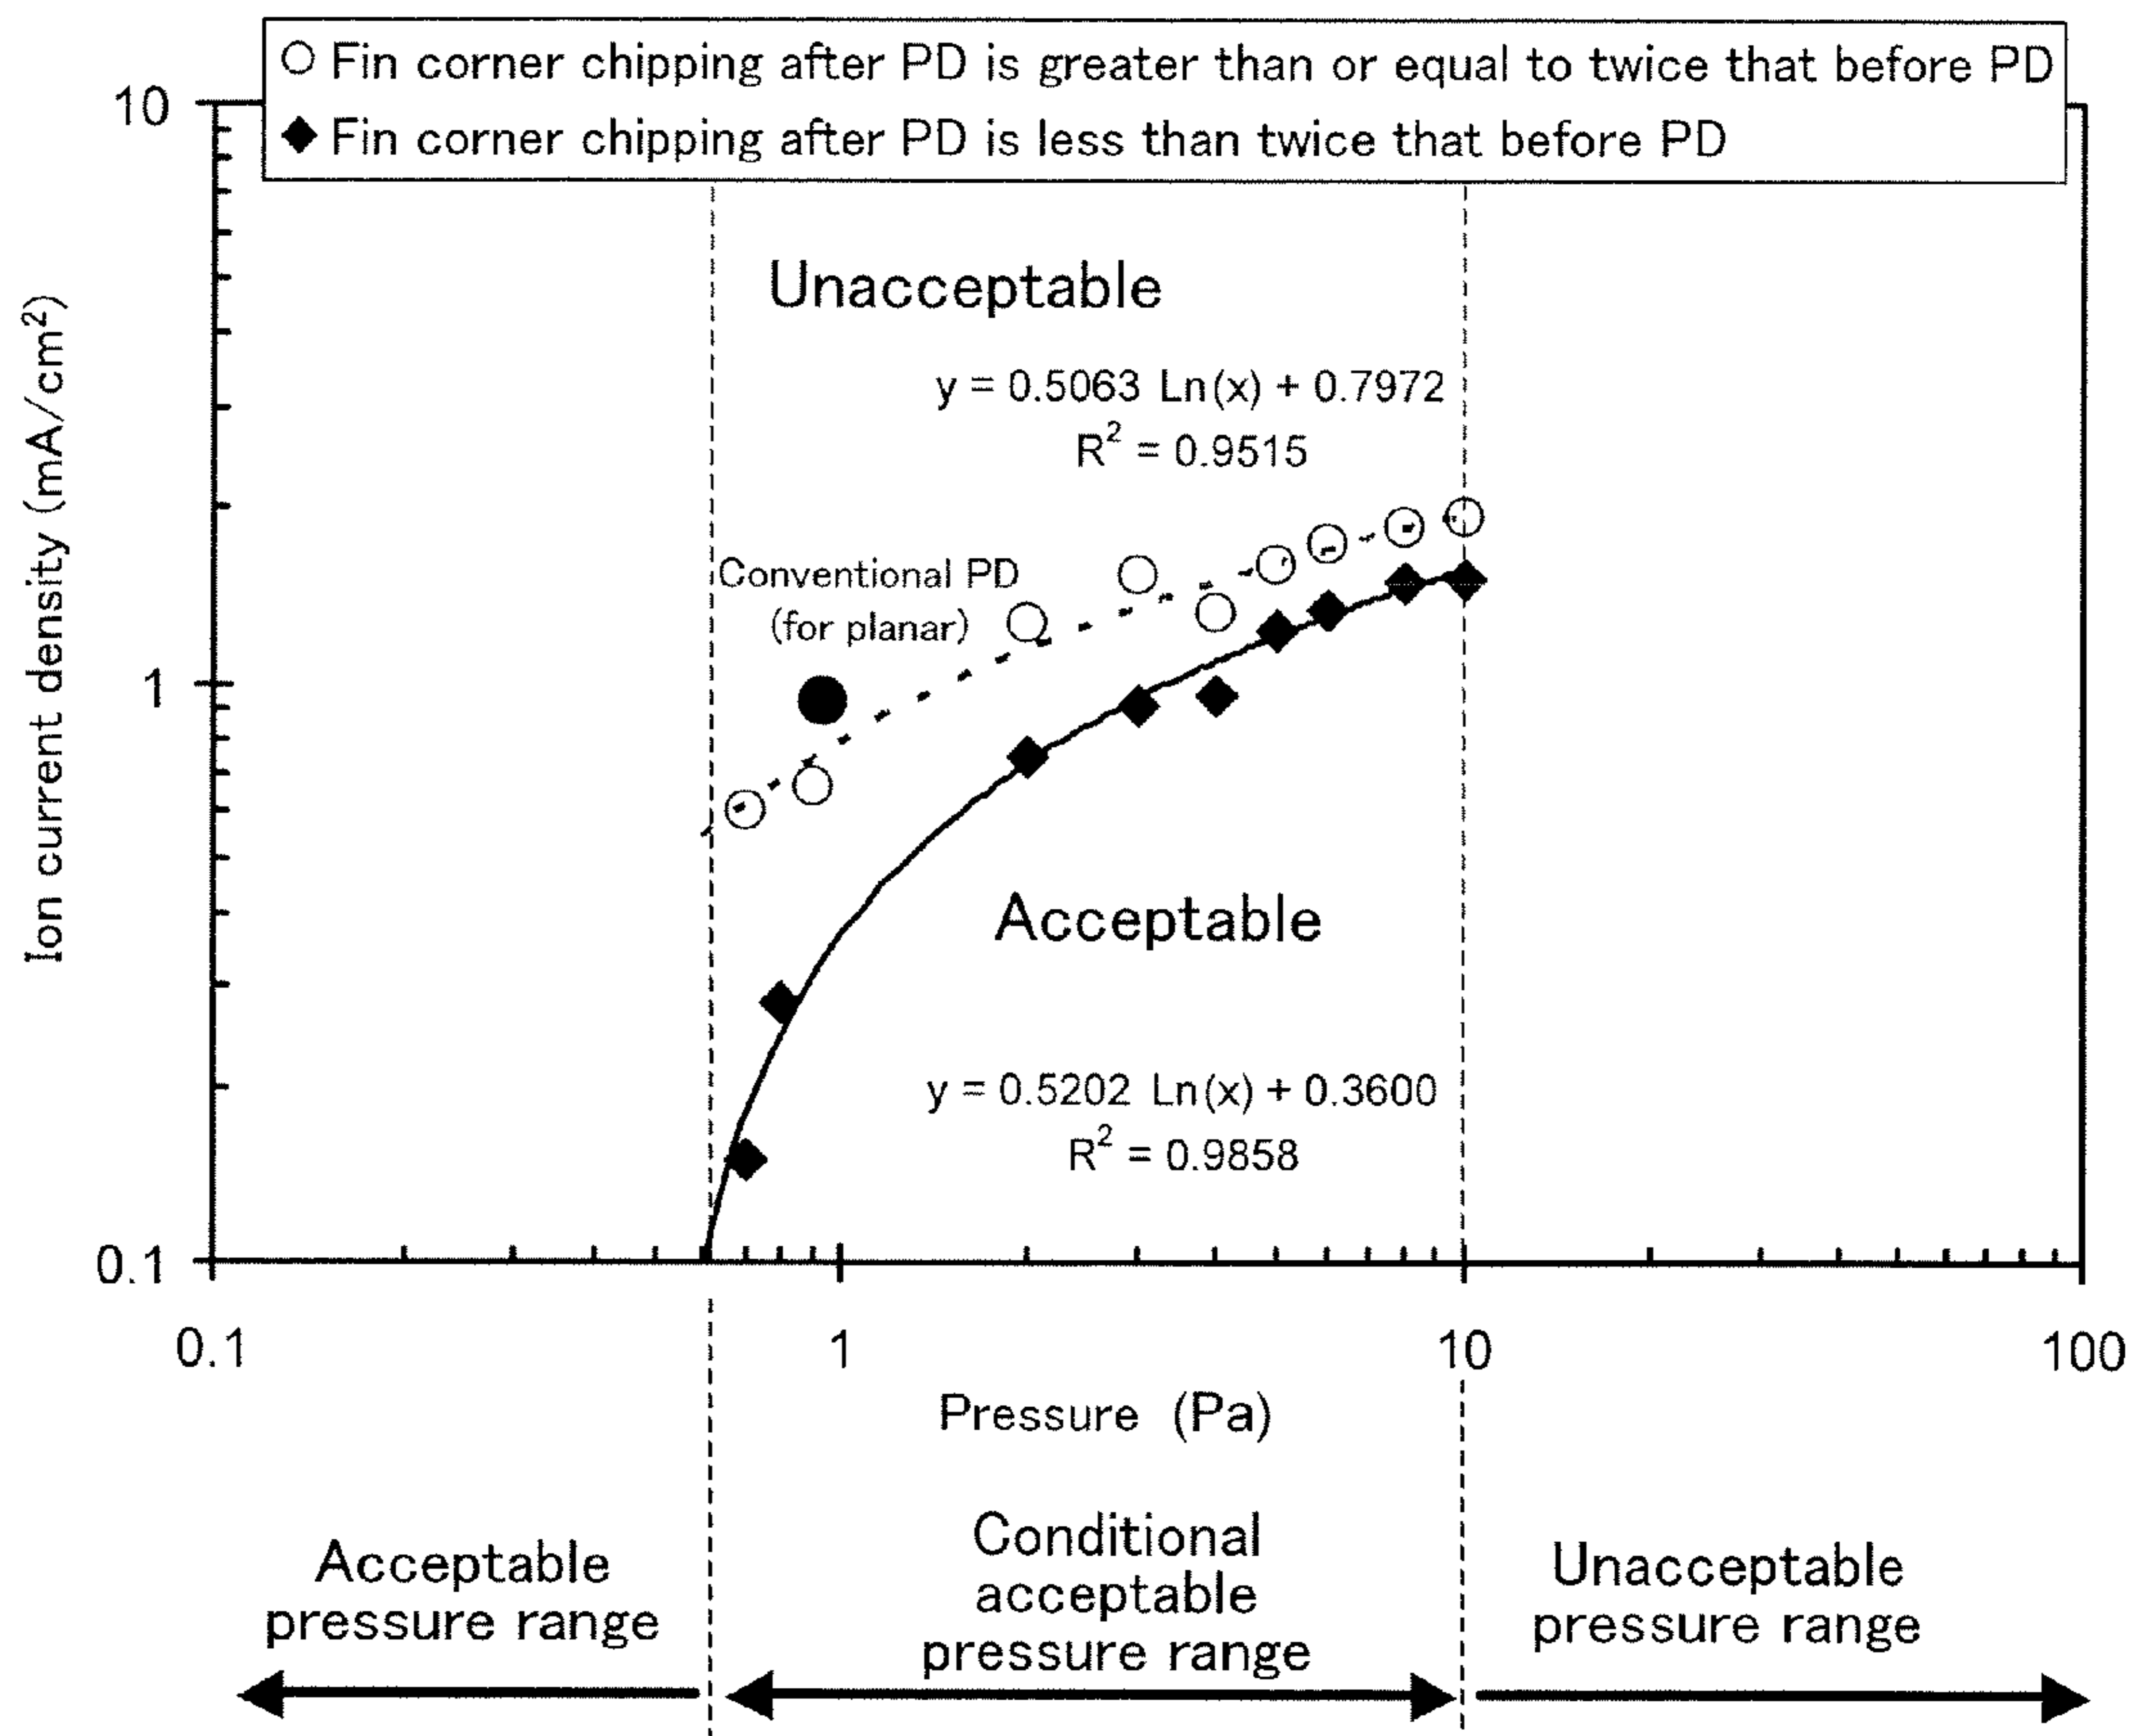 ○ Fin corner chipping after PD is greater than or equal to twice that before PD
◆ Fin corner chipping after PD is less than twice that before PD
10
1
0.1
Ion current density (mA/cm²)
Unacceptable
y = 0.5063 Ln(x) + 0.7972
R² = 0.9515
Conventional PD
(for planar)
Acceptable
y = 0.5202 Ln(x) + 0.3600
R² = 0.9858
0.1
1
10
100
Pressure (Pa)
Acceptable
pressure range
Conditional
acceptable
pressure range
Unacceptable
pressure range